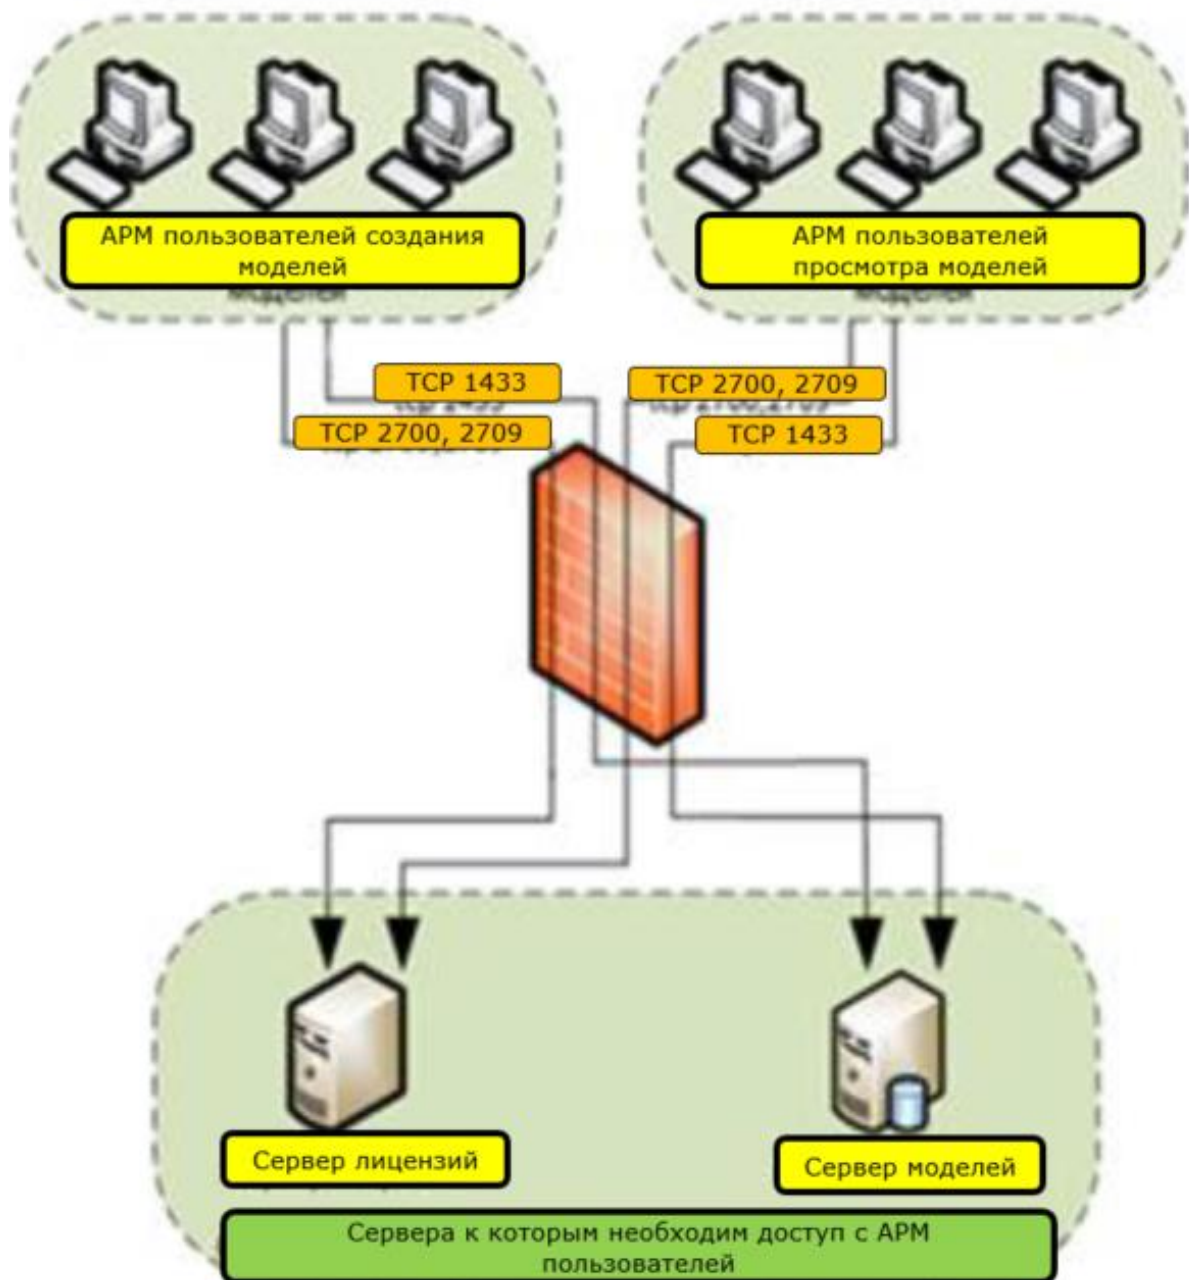 АРМ пользователей создания
моделей
АРМ пользователей
просмотра моделей
TCP 1433
TCP 2700, 2709
TCP 2700, 2709
TCP 1433
Сервер лицензий
Сервер моделей
Сервера к которым необходим доступ с АРМ
пользователей